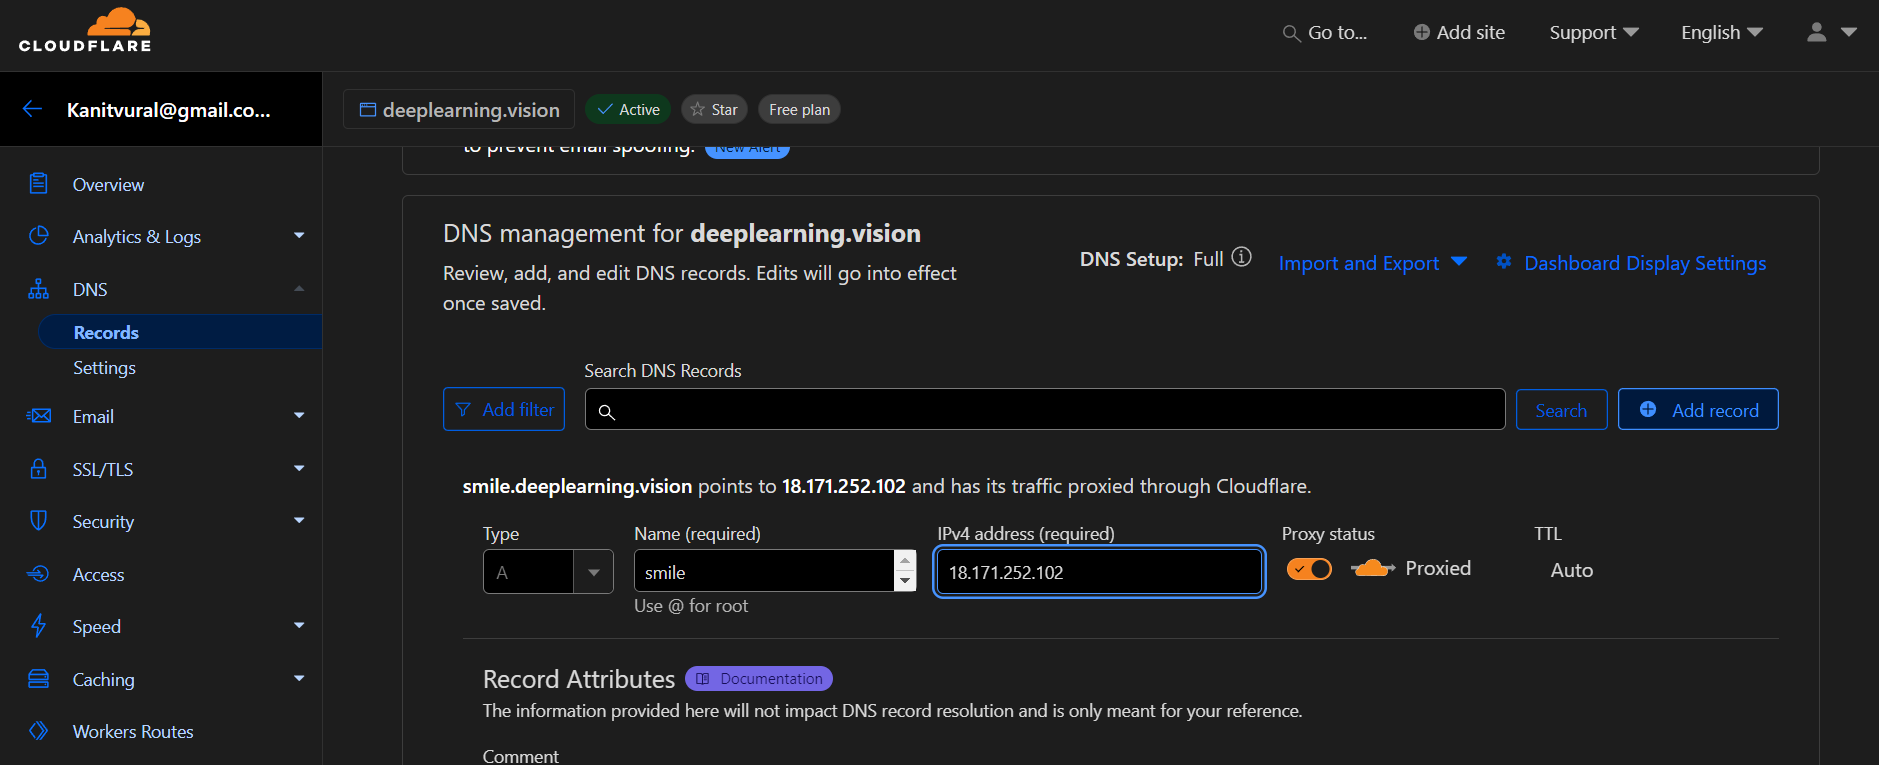 CLOUDFLARE
Go to...
Add site
Support
English
Kanitvural@gmail.co...
deeplearning.vision
Active
Star
Free plan
to prevent email spoofing. New Alert
Overview
Analytics & Logs
DNS
Records
Settings
Email
SSL/TLS
Security
Access
Speed
Caching
Workers Routes
DNS management for deeplearning.vision
Review, add, and edit DNS records. Edits will go into effect
once saved.
DNS Setup: Full
Import and Export
Dashboard Display Settings
Search DNS Records
Add filter
Search
Add record
smile.deeplearning.vision points to 18.171.252.102 and has its traffic proxied through Cloudflare.
Type
Name (required)
IPv4 address (required)
Proxy status
TTL
A
smile
18.171.252.102
Proxied
Auto
Use @ for root
Record Attributes Documentation
The information provided here will not impact DNS record resolution and is only meant for your reference.
Comment